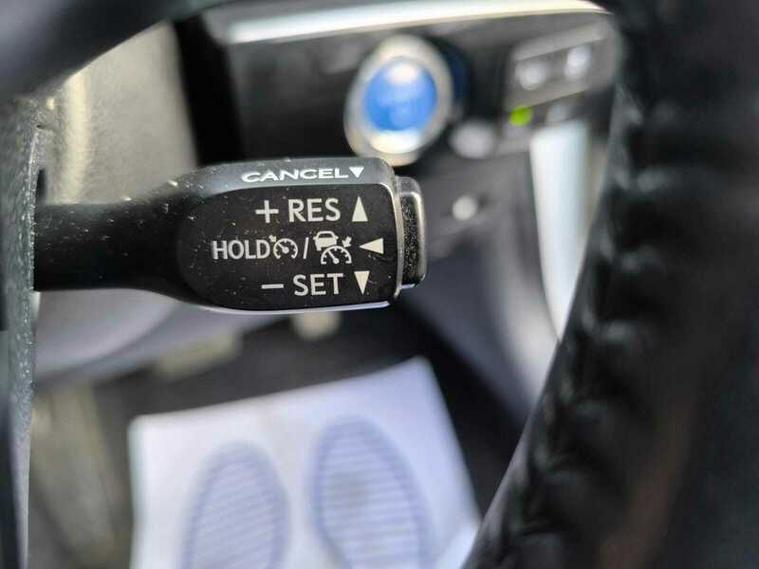 CANCEL▼
+ RES ▲
HOLD / ◀
− SET ▼